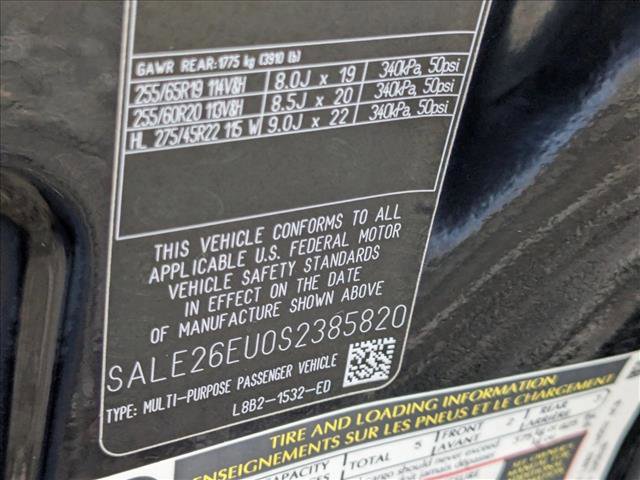 GAWR REAR: 1775 kg (3910 lb)
255/65R19 114V&H 8.0J x 19 340kPa, 50psi
255/60R20 113V&H 8.5J x 20 340kPa, 50psi
HL 275/45R22 115 W 9.0J x 22 340kPa, 50psi
THIS VEHICLE CONFORMS TO ALL
APPLICABLE U.S. FEDERAL MOTOR
VEHICLE SAFETY STANDARDS
IN EFFECT ON THE DATE
OF MANUFACTURE SHOWN ABOVE
SALE26EU0S2385820
TYPE: MULTI-PURPOSE PASSENGER VEHICLE
L8B2-1532-ED
TIRE AND LOADING INFORMATION
RENSEIGNEMENTS SUR LES PNEUS ET LE CHARGEMENT
TOTAL 5 FRONT AVANT 2 REAR ARRIÈRE 3